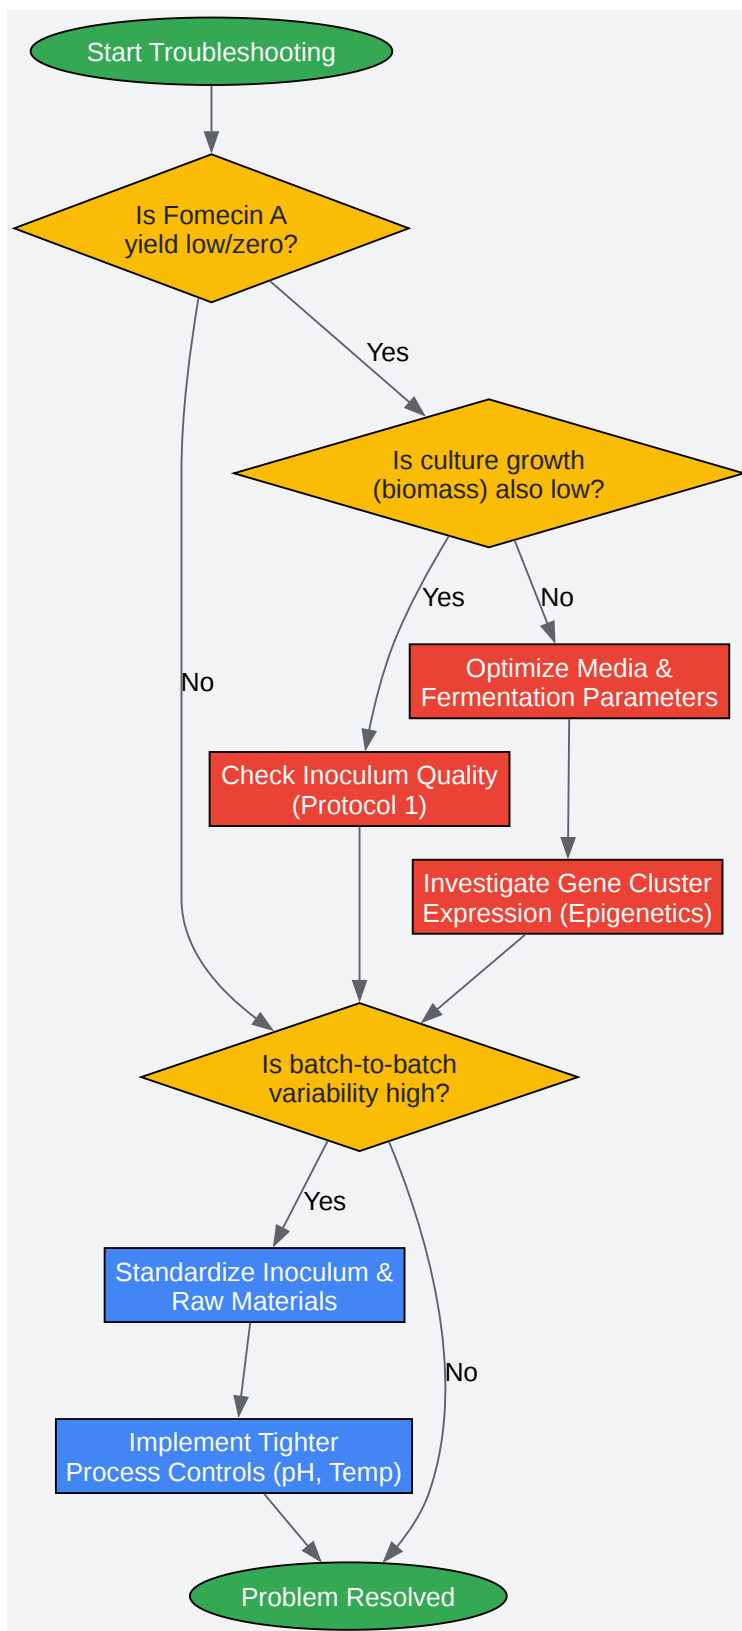 Start Troubleshooting
Is Fomecin A
yield low/zero?
Yes
Is culture growth
(biomass) also low?
Yes
No
Optimize Media &
Fermentation Parameters
No
Check Inoculum Quality
(Protocol 1)
Investigate Gene Cluster
Expression (Epigenetics)
Is batch-to-batch
variability high?
Yes
Standardize Inoculum &
Raw Materials
No
Implement Tighter
Process Controls (pH, Temp)
Problem Resolved